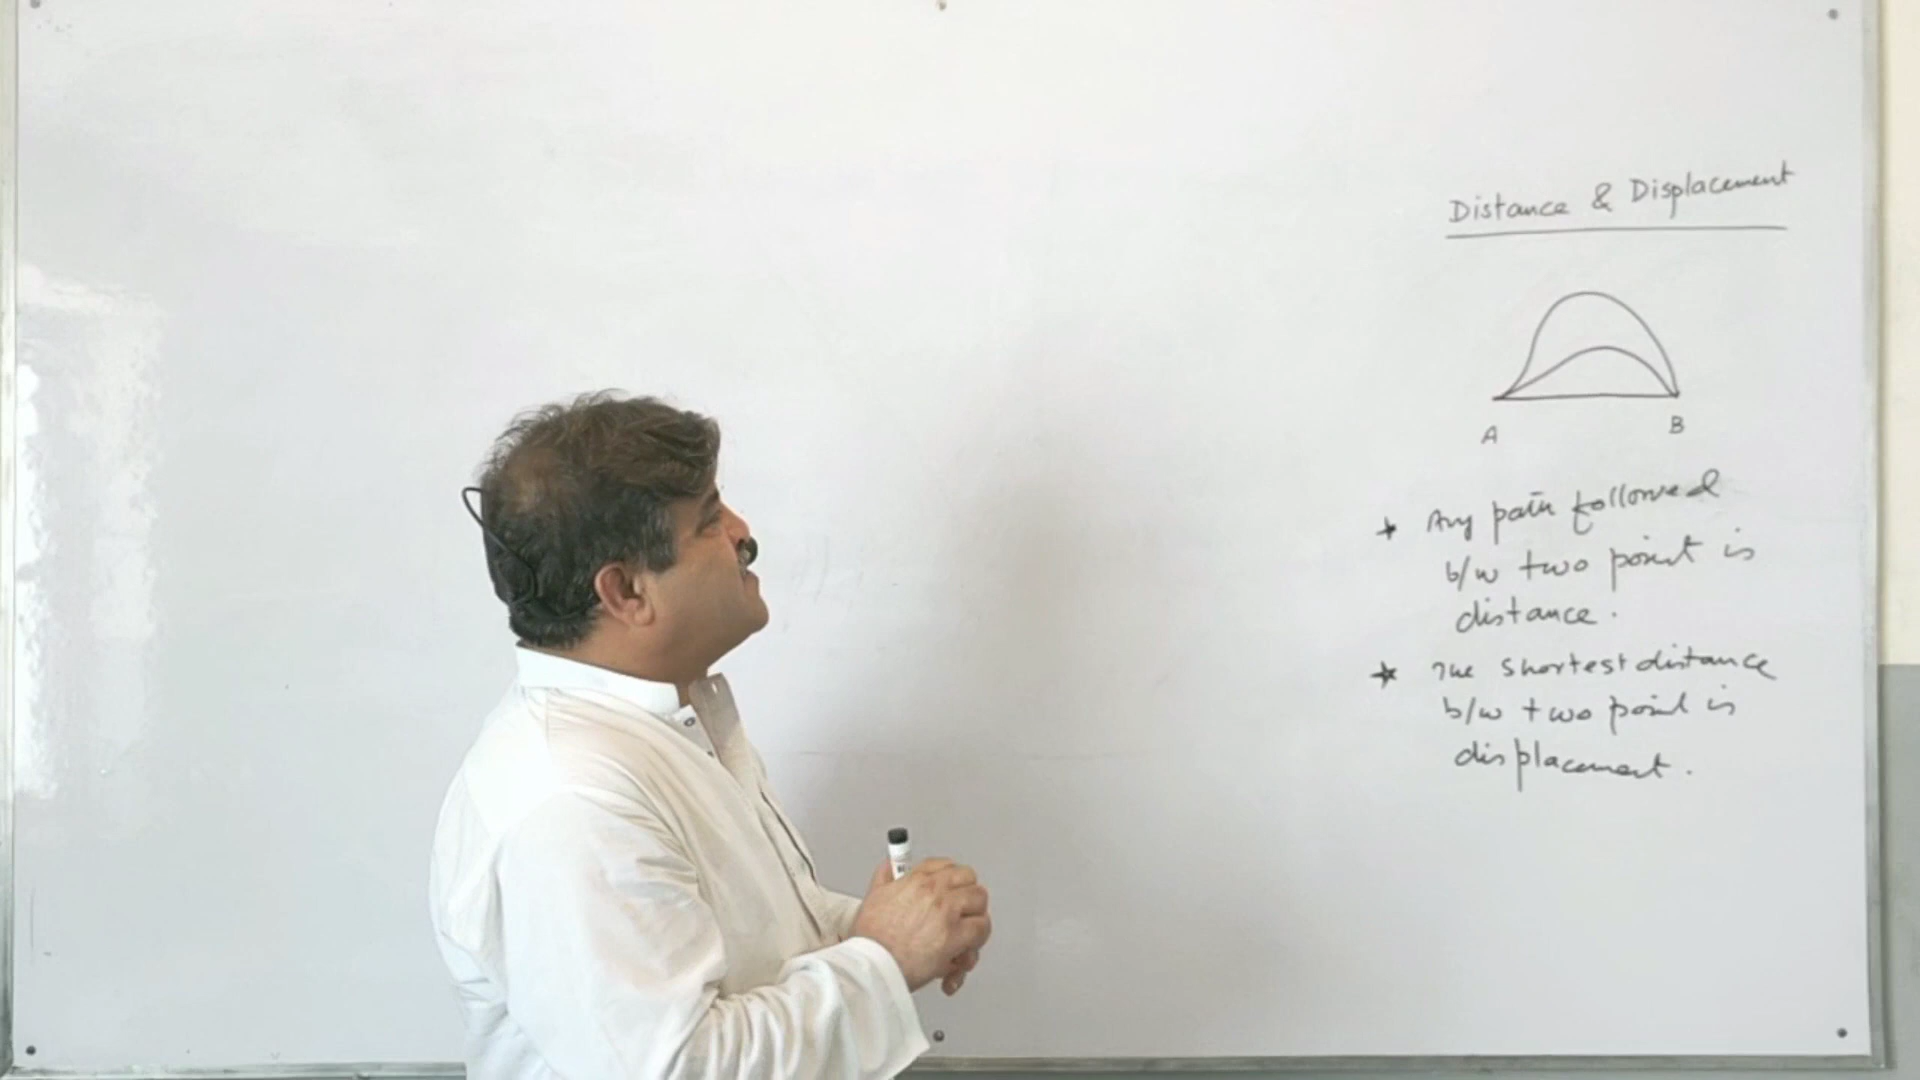 Distance & Displacement
A B
* Any path followed
b/w two point is
distance.
* The shortest distance
b/w two point is
displacement.